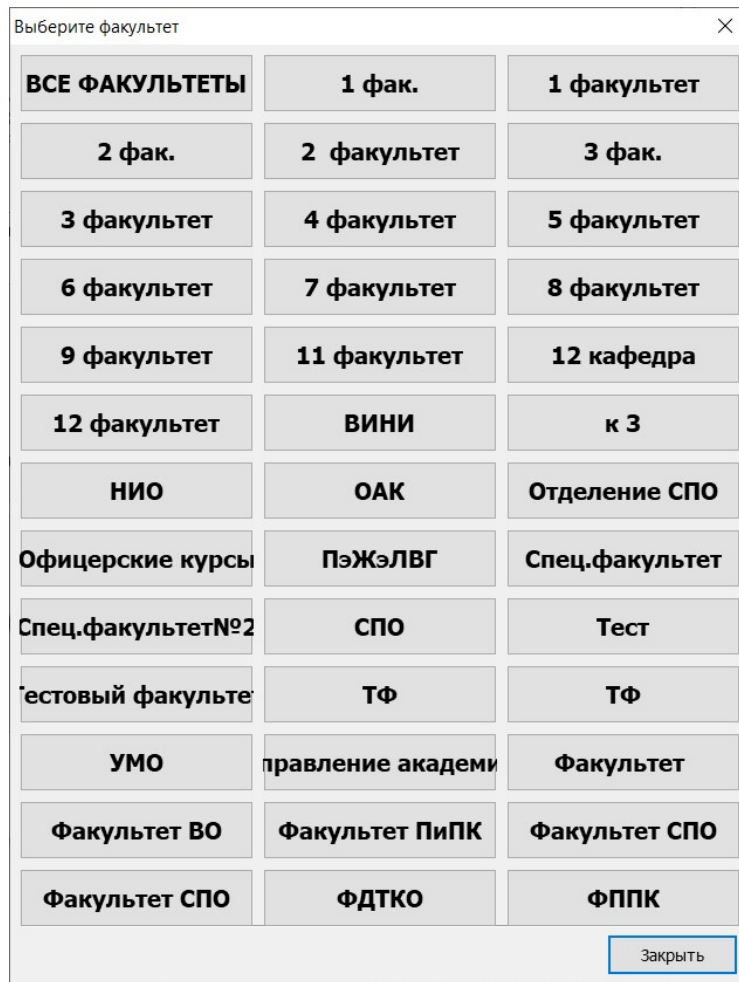 Выберите факультет
ВСЕ ФАКУЛЬТЕТЫ 1 фак. 1 факультет
2 фак. 2 факультет 3 фак.
3 факультет 4 факультет 5 факультет
6 факультет 7 факультет 8 факультет
9 факультет 11 факультет 12 кафедра
12 факультет ВИНИ к 3
НИО ОАК Отделение СПО
Офицерские курсы ПэЖэЛВГ Спец.факультет
Спец.факультет№2 СПО Тест
естовый факульте ТФ ТФ
УМО правление академи Факультет
Факультет ВО Факультет ПиПК Факультет СПО
Факультет СПО ФДТКО ФППК
Закрыть